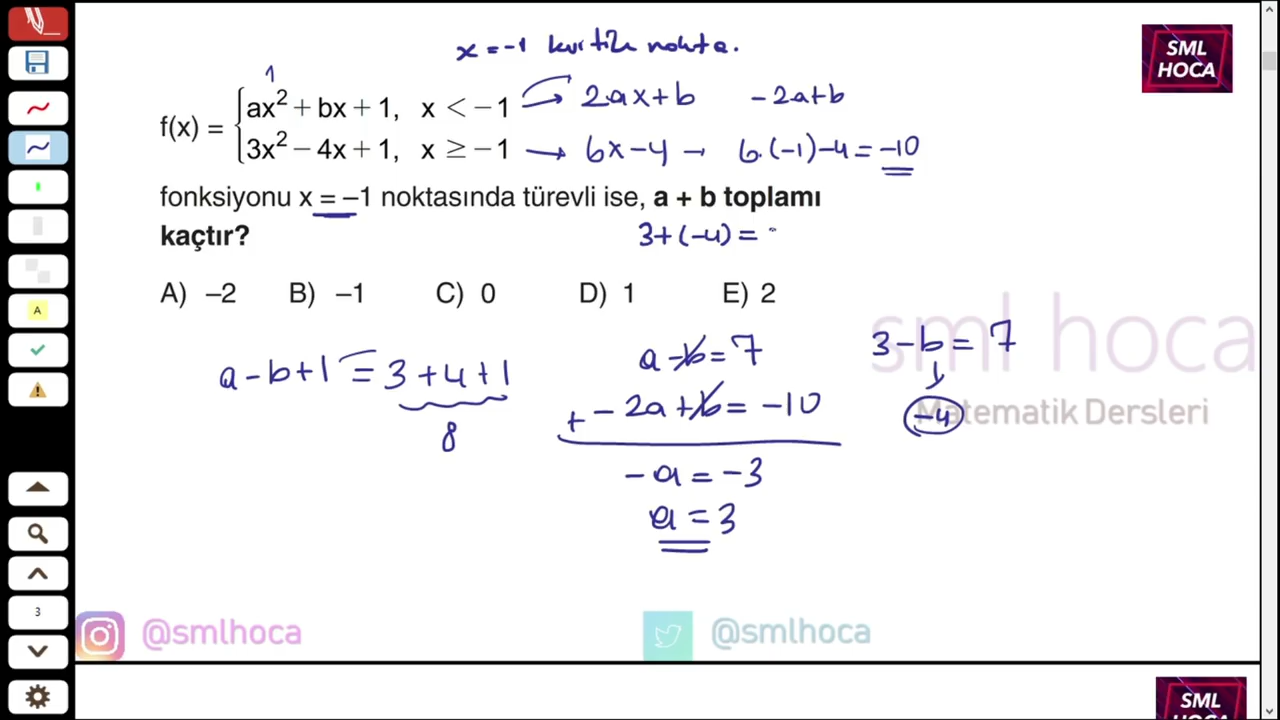 x = -1 kritik nokta.
SML
HOCA
1
f(x) = { ax² + bx + 1, x < -1 → 2ax+b -2a+b
3x² - 4x + 1, x ≥ -1 → 6x-4 → 6.(-1)-4 = -10
fonksiyonu x = -1 noktasında türevli ise, a + b toplamı
kaçtır?
3+(-4) =
A) -2 B) -1 C) 0 D) 1 E) 2
sml hoca
Matematik Dersleri
a-b+1 = 3+4+1
8
a-b = 7
+ -2a+b = -10
-a = -3
a = 3
3-b = 7
-4
A
3
@smlhoca
@smlhoca
SML
HOCA